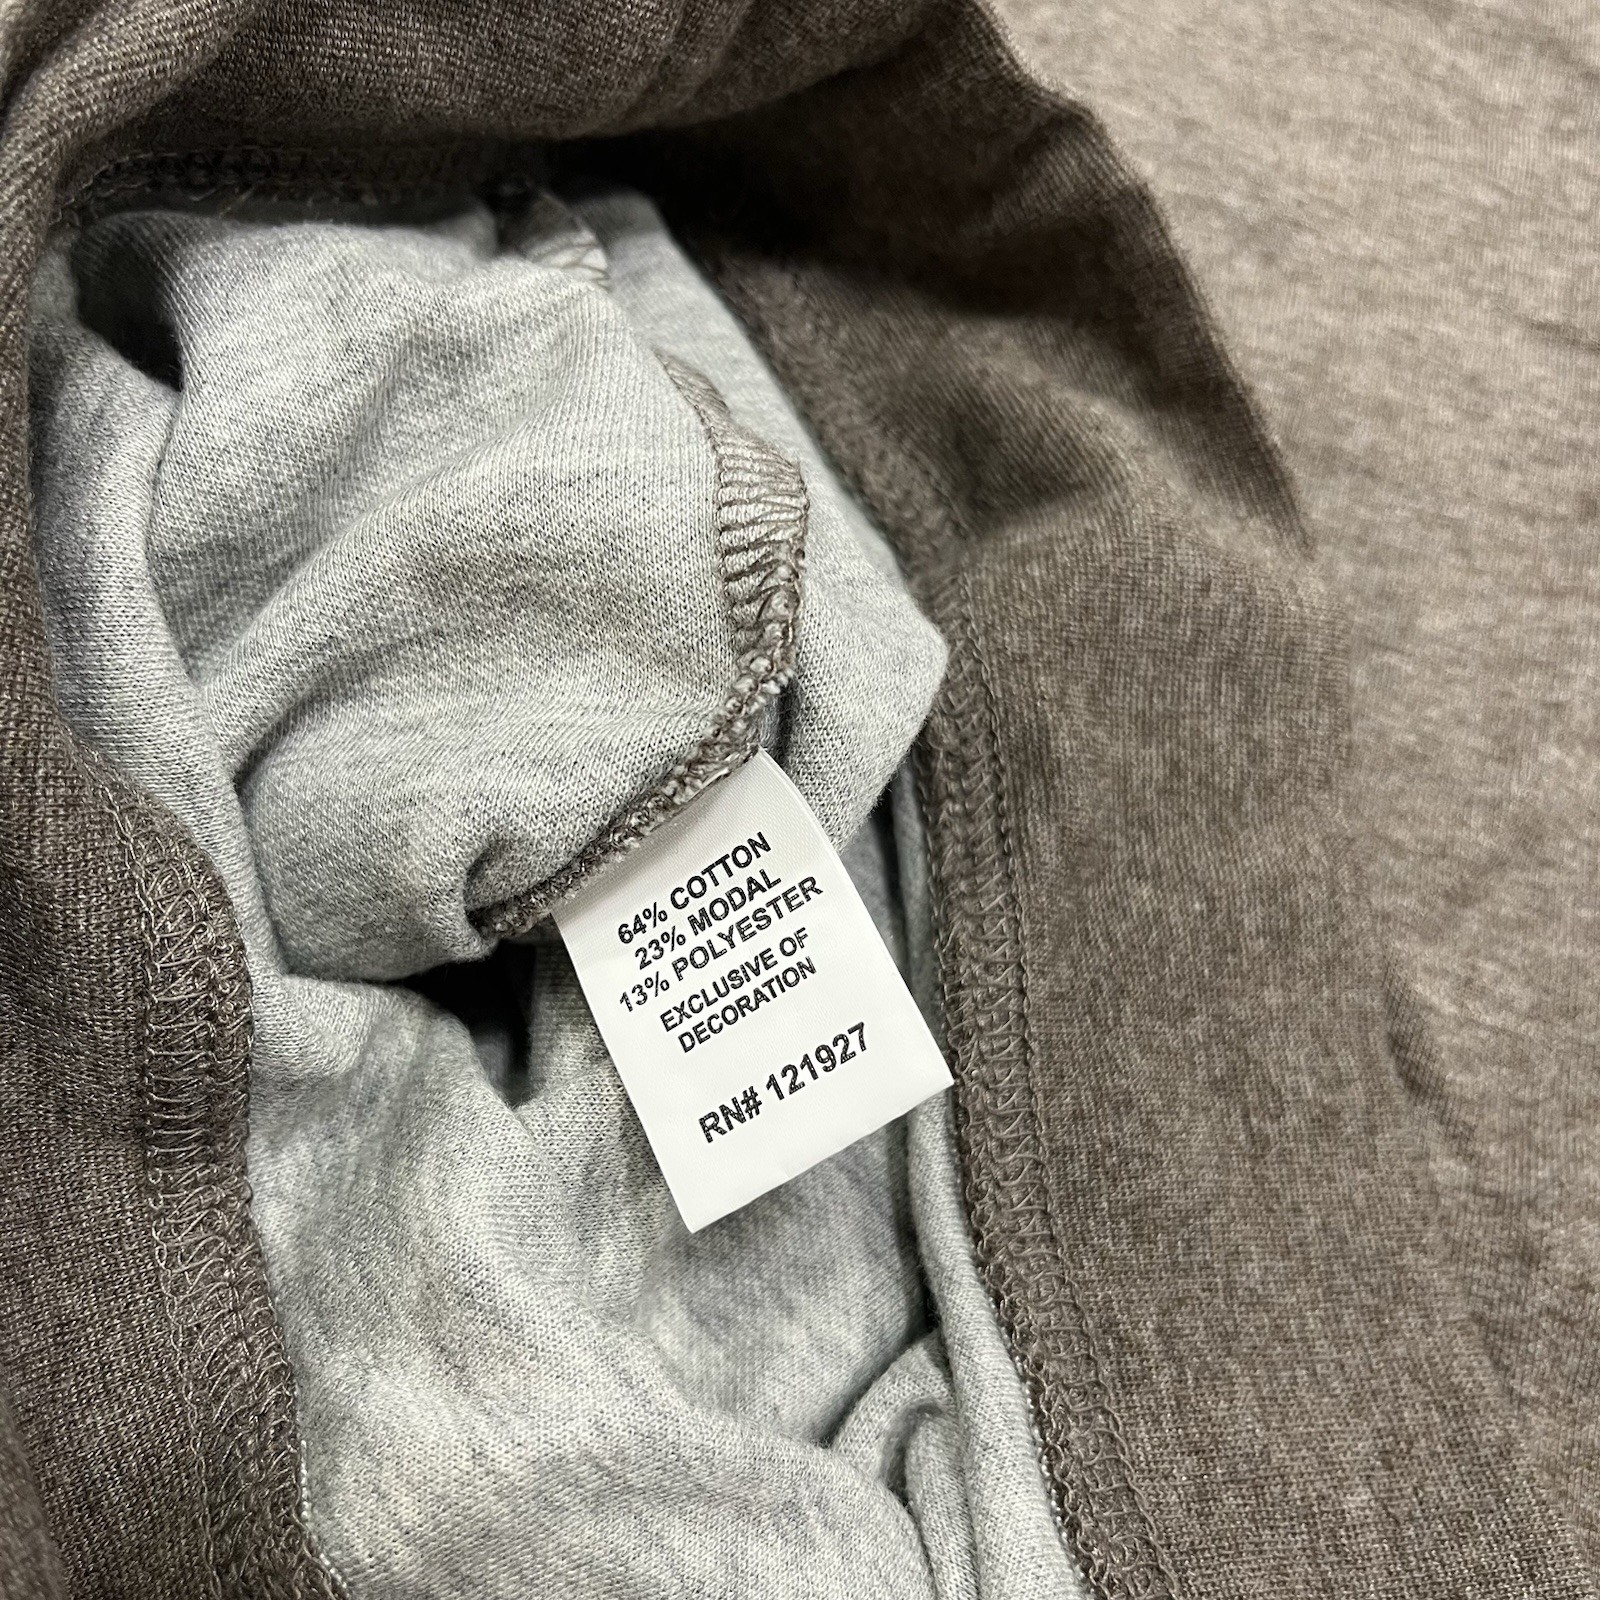 64% COTTON
23% MODAL
13% POLYESTER
EXCLUSIVE OF
DECORATION
RN# 121927